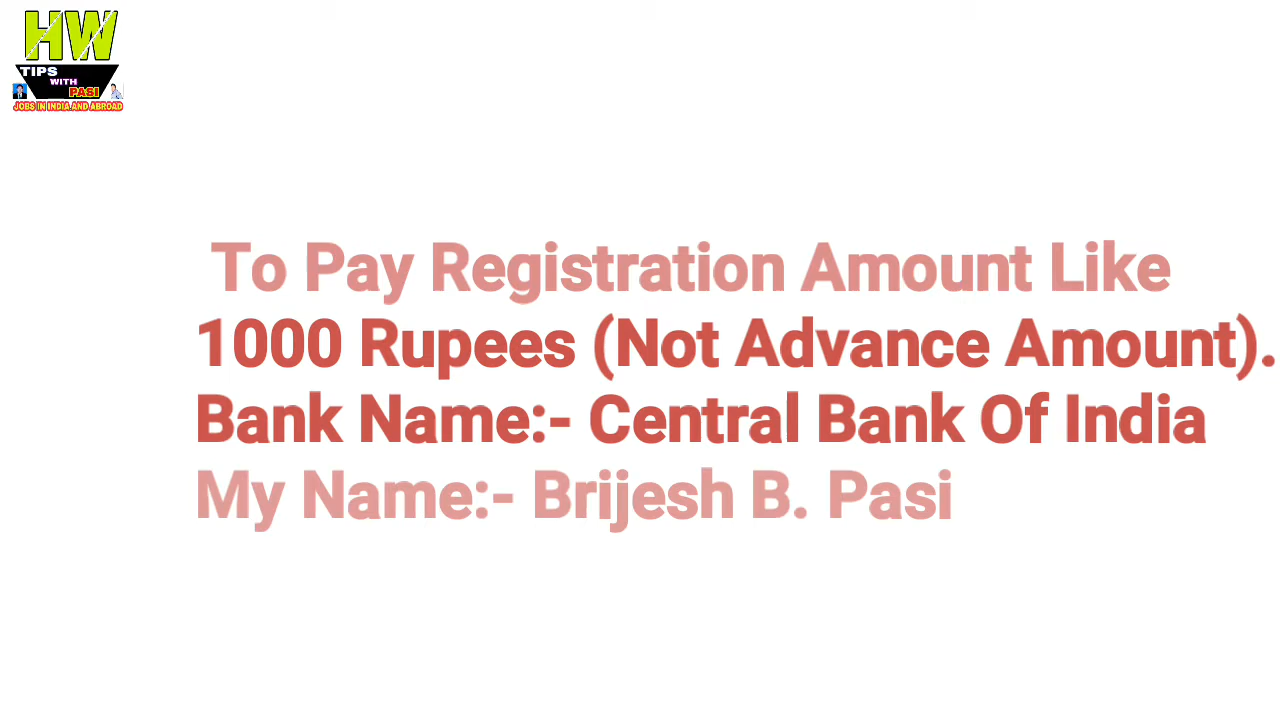 HW
TIPS
WITH
PASI
JOBS IN INDIA AND ABROAD
To Pay Registration Amount Like
1000 Rupees (Not Advance Amount).
Bank Name:- Central Bank Of India
My Name:- Brijesh B. Pasi